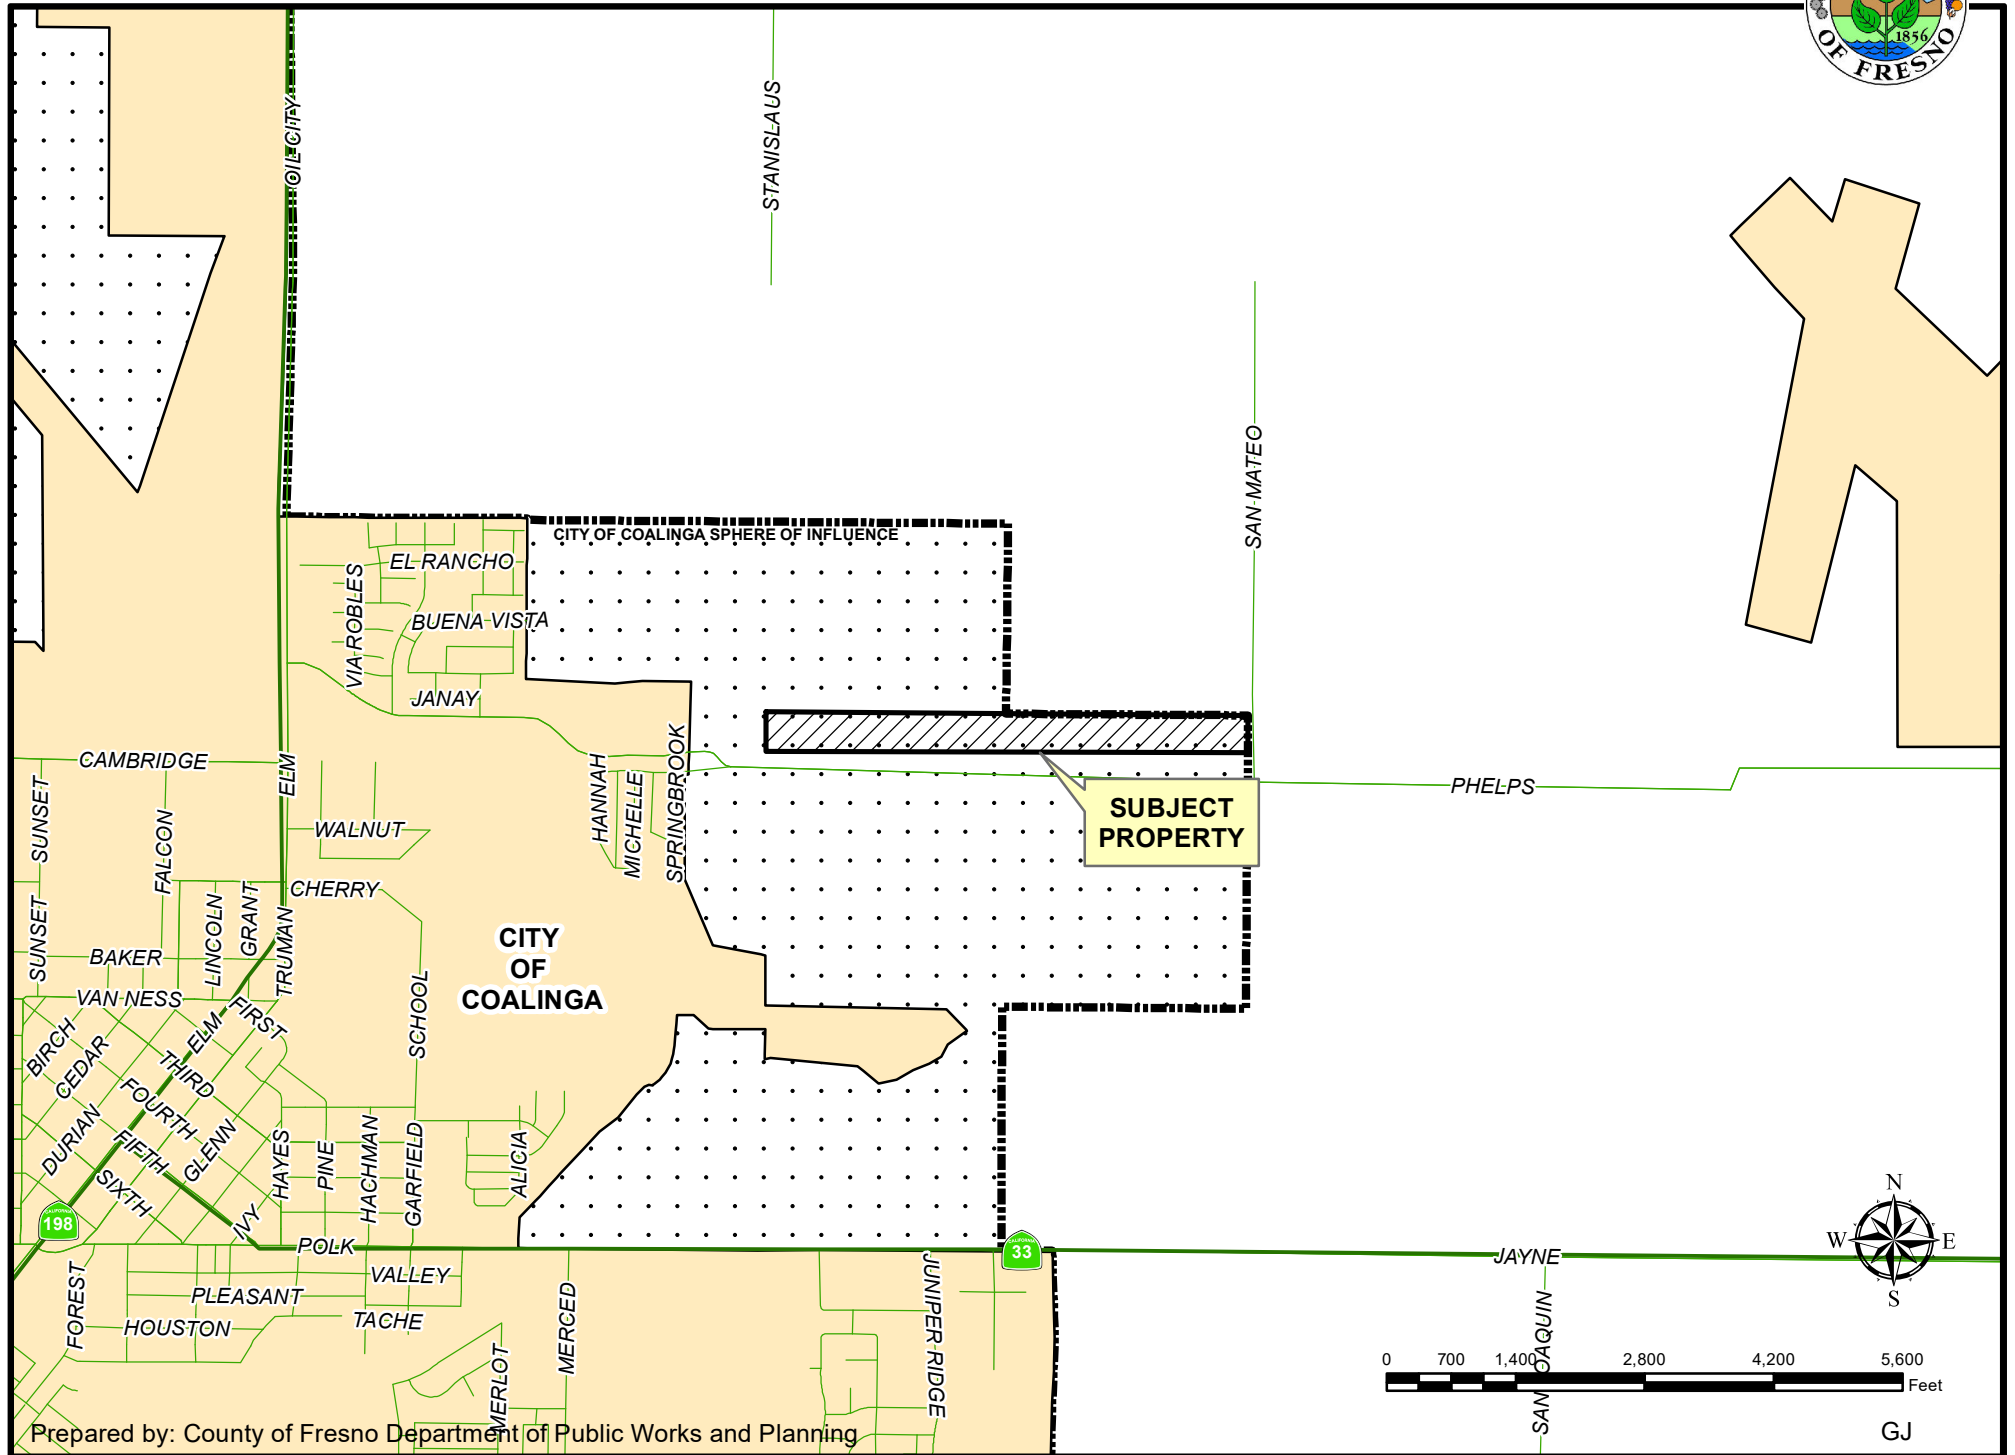 1856
OF FRESNO
OIL CITY
STANISLAUS
SAN MATEO
CITY OF COALINGA SPHERE OF INFLUENCE
EL RANCHO
VIA ROBLES
BUENA VISTA
JANAY
CAMBRIDGE
ELM
HANNAH
MICHELLE
SPRINGBROOK
PHELPS
SUBJECT
PROPERTY
SUNSET
FALCON
WALNUT
CHERRY
SUNSET
LINCOLN
GRANT
TRUMAN
BAKER
VAN NESS
FIRST
SCHOOL
CITY
OF
COALINGA
BIRCH
CEDAR
ELM
THIRD
FOURTH
DURIAN
FIFTH
GLENN
SIXTH
HAYES
PINE
HACHMAN
GARFIELD
ALICIA
CALIFORNIA
198
IVY
POLK
CALIFORNIA
33
JAYNE
N
W
E
S
FOREST
VALLEY
PLEASANT
HOUSTON
TACHE
MERCED
MERLOT
JUNIPER RIDGE
SAN JOAQUIN
0 700 1,400 2,800 4,200 5,600
Feet
Prepared by: County of Fresno Department of Public Works and Planning
GJ